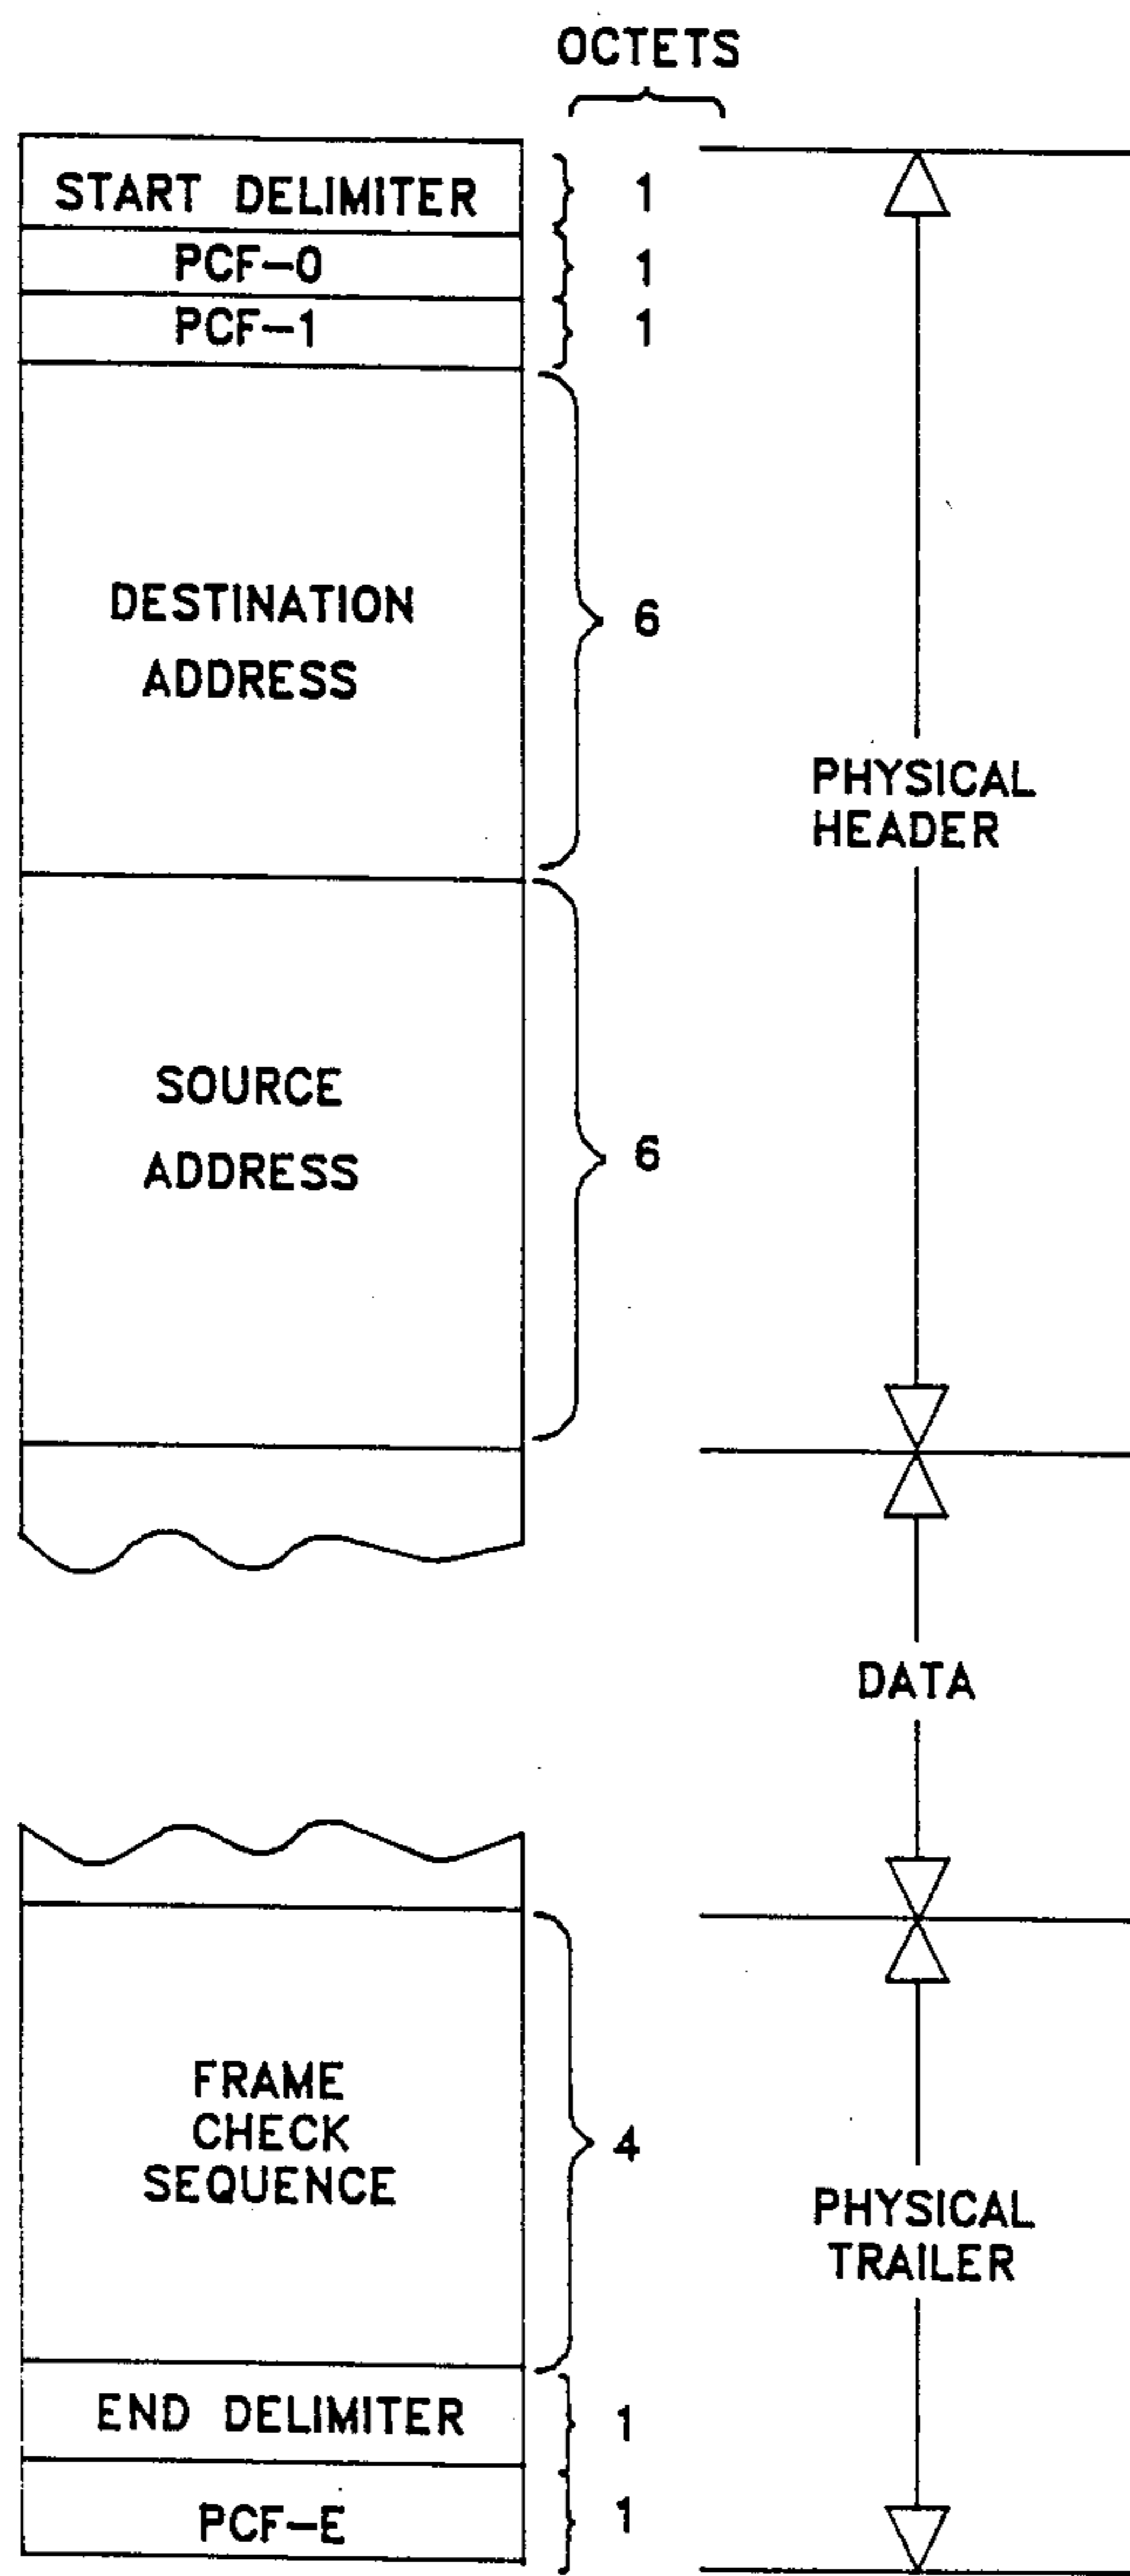 OCTETS
START DELIMITER
1
PCF-0
1
PCF-1
1
DESTINATION
ADDRESS
6
PHYSICAL
HEADER
SOURCE
ADDRESS
6
DATA
FRAME
CHECK
SEQUENCE
4
PHYSICAL
TRAILER
END DELIMITER
1
PCF-E
1